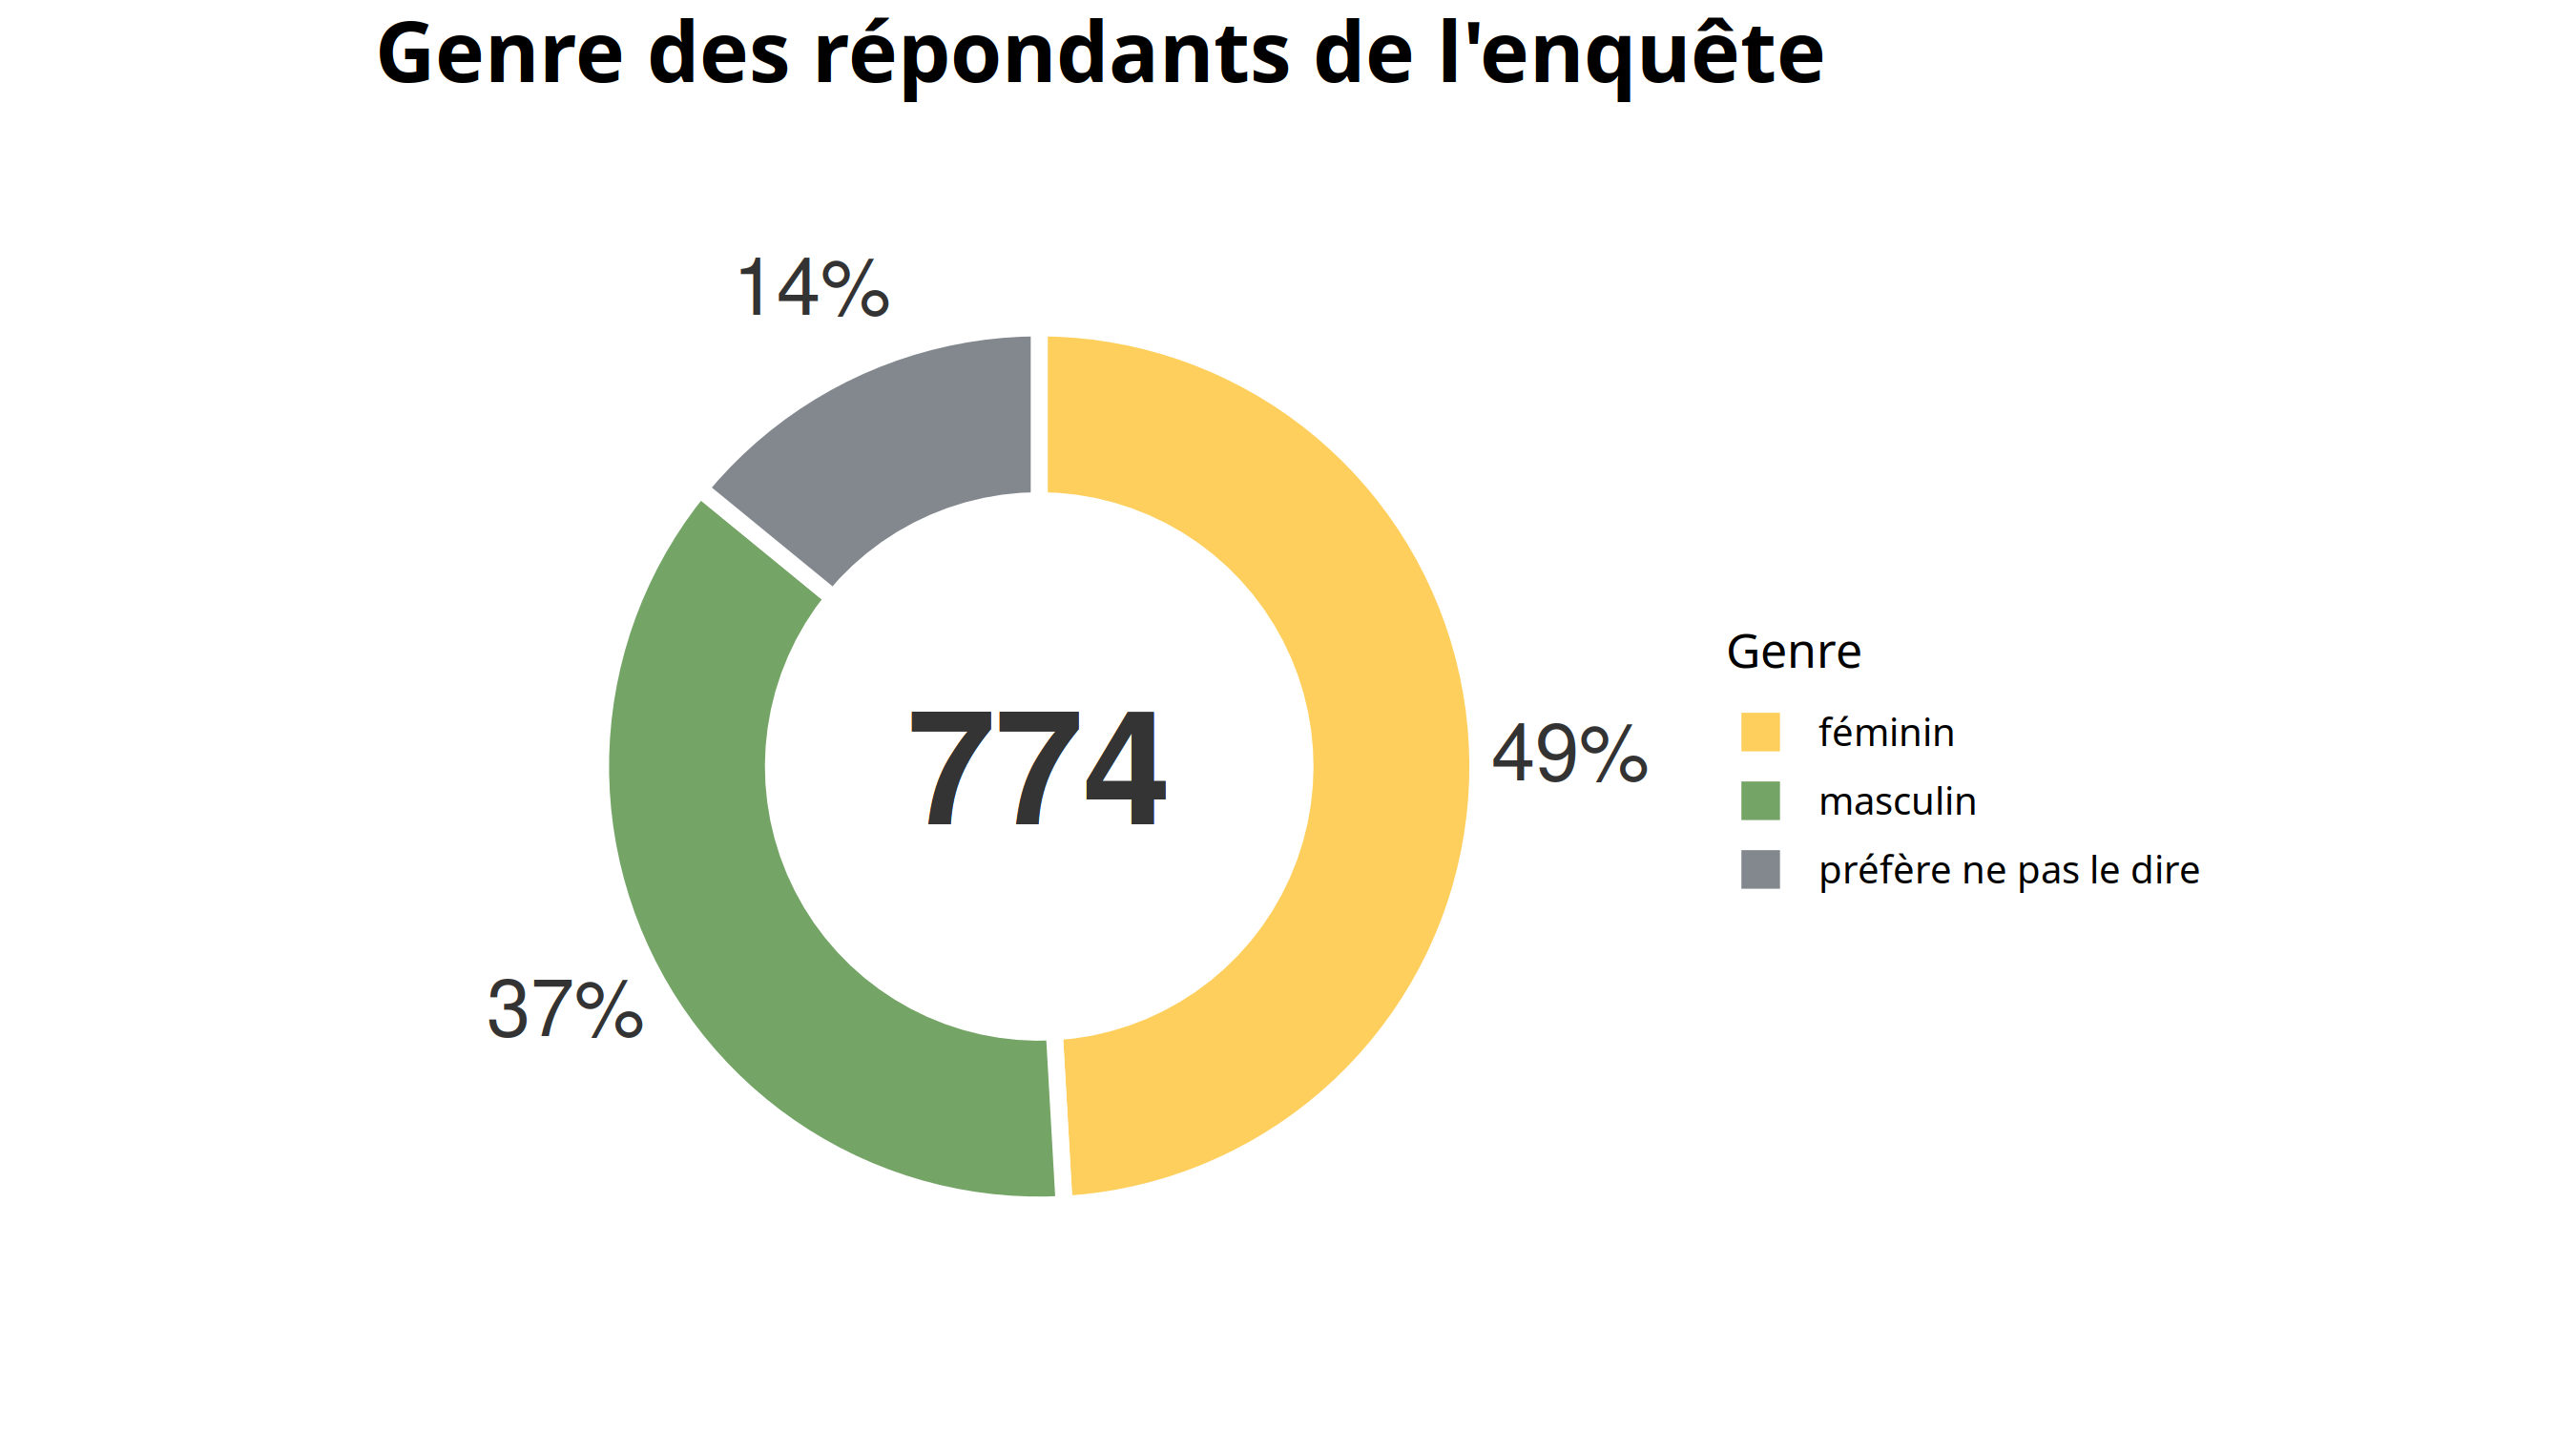 Genre des répondants de l'enquête
14%
49%
37%
774
Genre
féminin
masculin
préfère ne pas le dire